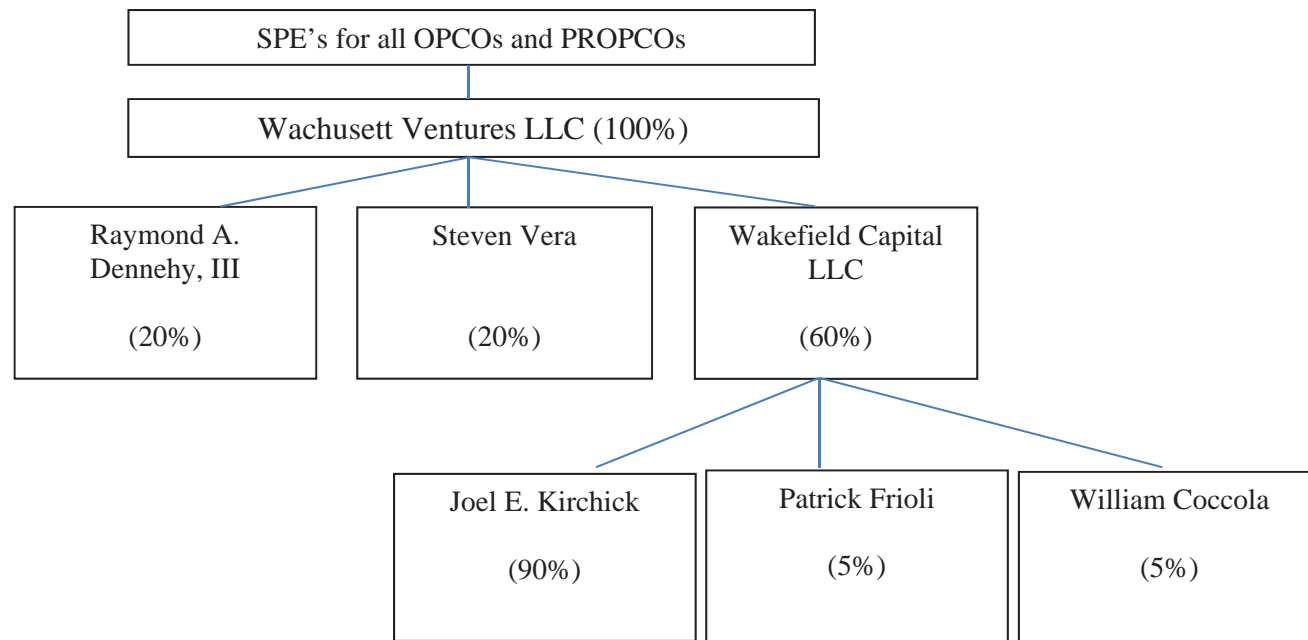 SPE’s for all OPCOs and PROPCOs
Wachusett Ventures LLC (100%)
Raymond A.
Dennehy, III
(20%)
Steven Vera
(20%)
Wakefield Capital
LLC
(60%)
Joel E. Kirchick
(90%)
Patrick Frioli
(5%)
William Coccola
(5%)